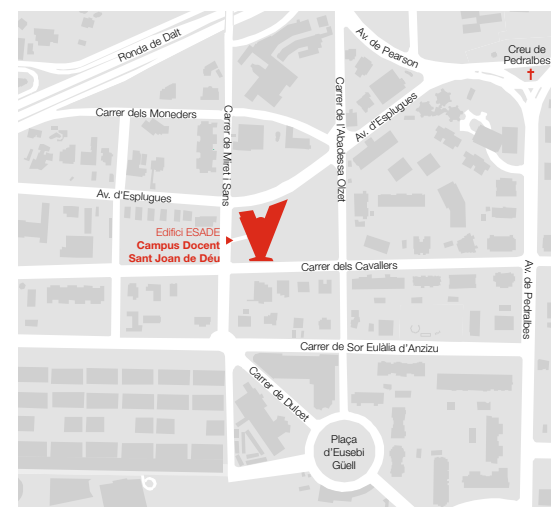 Ronda de Dalt
Av. de Pearson
Creu de
Pedralbes
Carrer dels Moneders
Carrer de Miret i Sans
Carrer de l'Abadessa Olzet
Av. d'Esplugues
Av. d'Esplugues
Edifici ESADE
Campus Docent
Sant Joan de Déu
Carrer dels Cavallers
Av. de Pedralbes
Carrer de Sor Eulàlia d'Anzizu
Carrer de Dulcet
Plaça
d'Eusebi
Güell